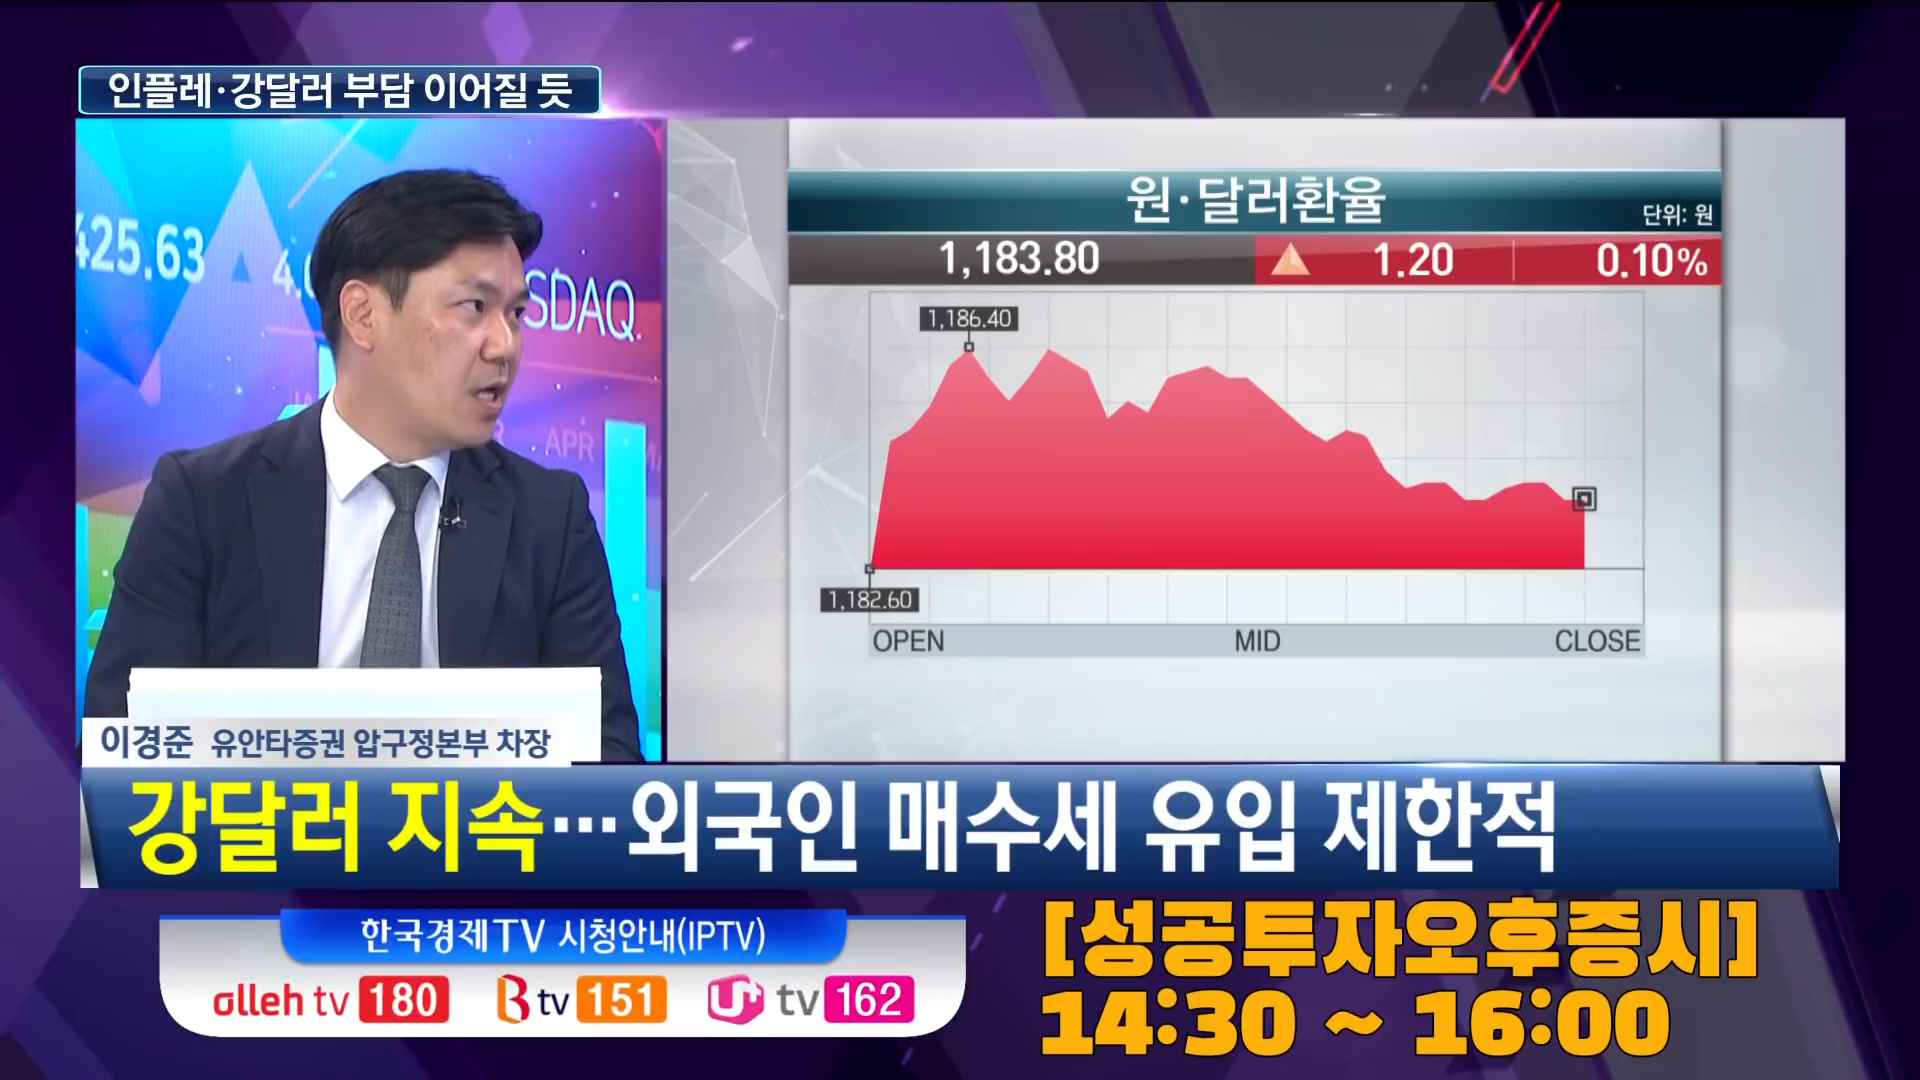 인플레·강달러 부담 이어질 듯
425.63 ▲ 4.0
SDAQ
APR
원·달러환율
단위: 원
1,183.80 ▲ 1.20 0.10%
1,186.40
1,182.60
OPEN MID CLOSE
이경준 유안타증권 압구정본부 차장
강달러 지속…외국인 매수세 유입 제한적
한국경제TV 시청안내(IPTV)
olleh tv 180 B tv 151 U+ tv 162
[성공투자오후증시]
14:30 ~ 16:00